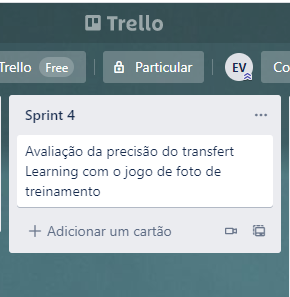 Trello
Trello Free Particular EV Co
Sprint 4 ...
Avaliação da precisão do transfert
Learning com o jogo de foto de
treinamento
+ Adicionar um cartão